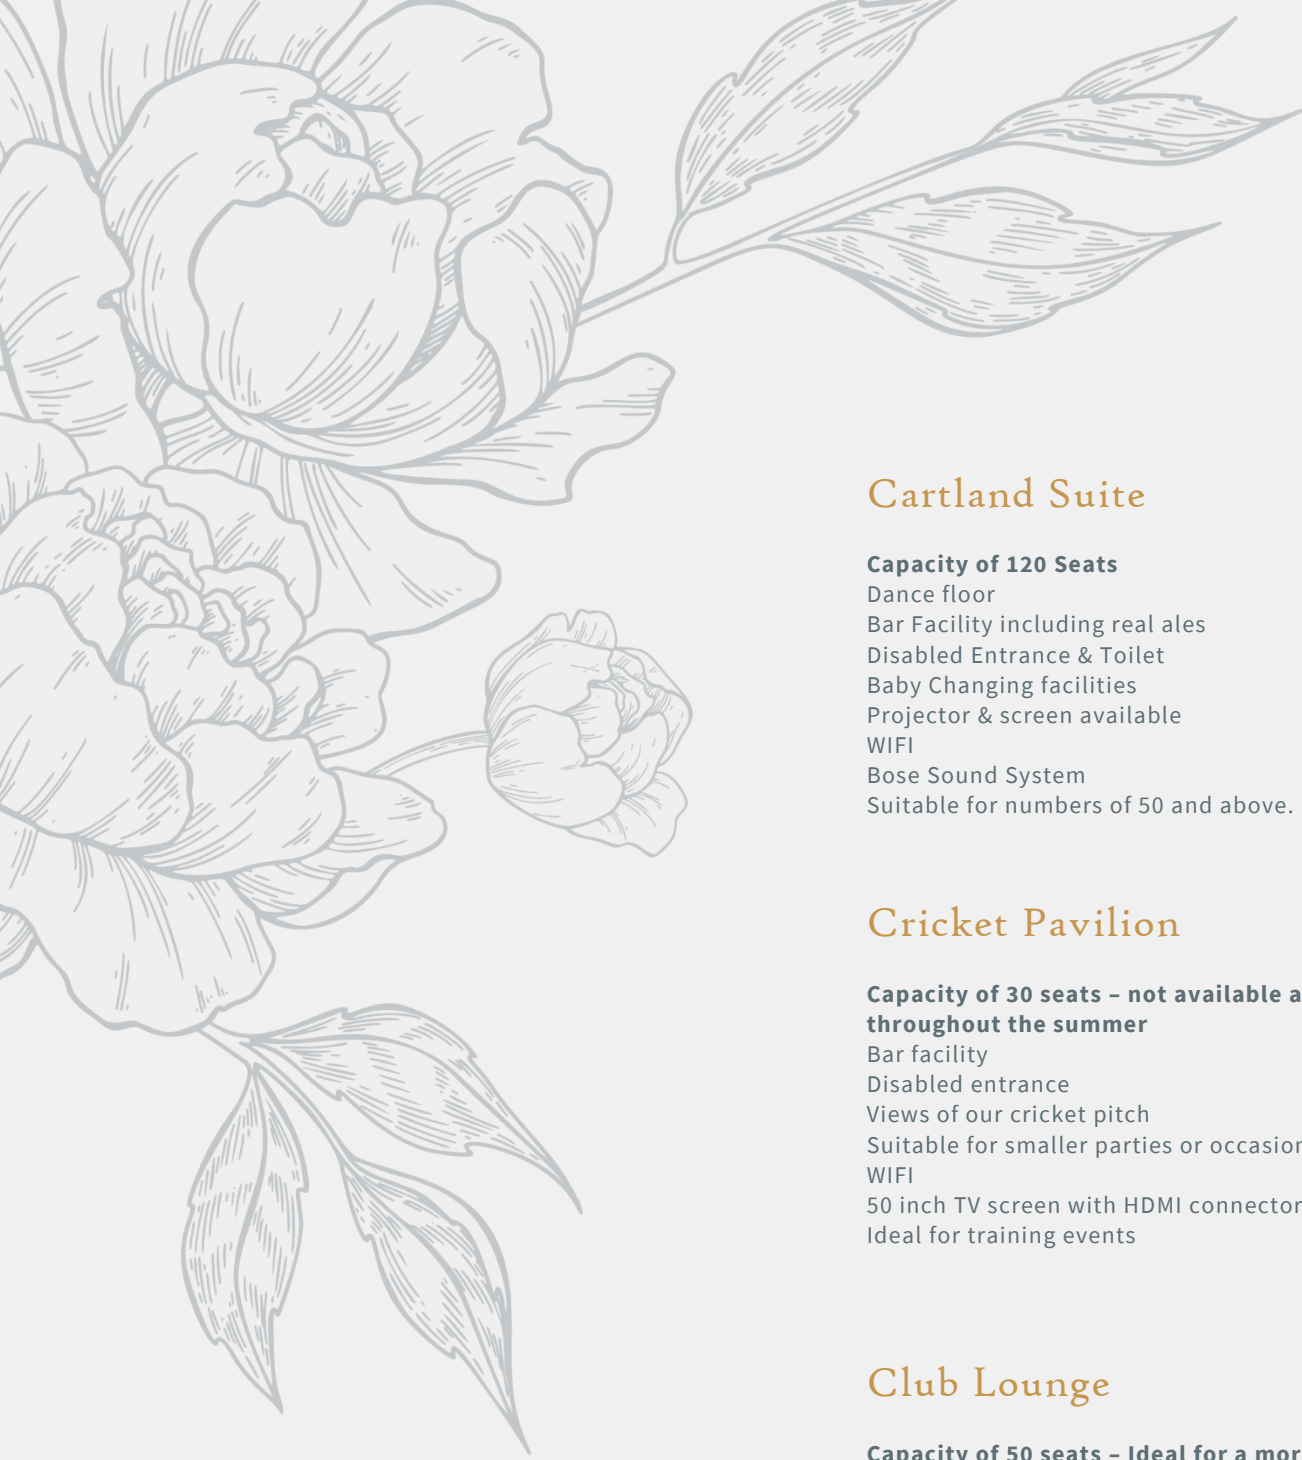 Cartland Suite
Capacity of 120 Seats
Dance floor
Bar Facility including real ales
Disabled Entrance & Toilet
Baby Changing facilities
Projector & screen available
WIFI
Bose Sound System
Suitable for numbers of 50 and above.
Cricket Pavilion
Capacity of 30 seats – not available
throughout the summer
Bar facility
Disabled entrance
Views of our cricket pitch
Suitable for smaller parties or
WIFI
50 inch TV screen with HDMI connector
Ideal for training events
Club Lounge
Capacity of 50 seats – Ideal for a